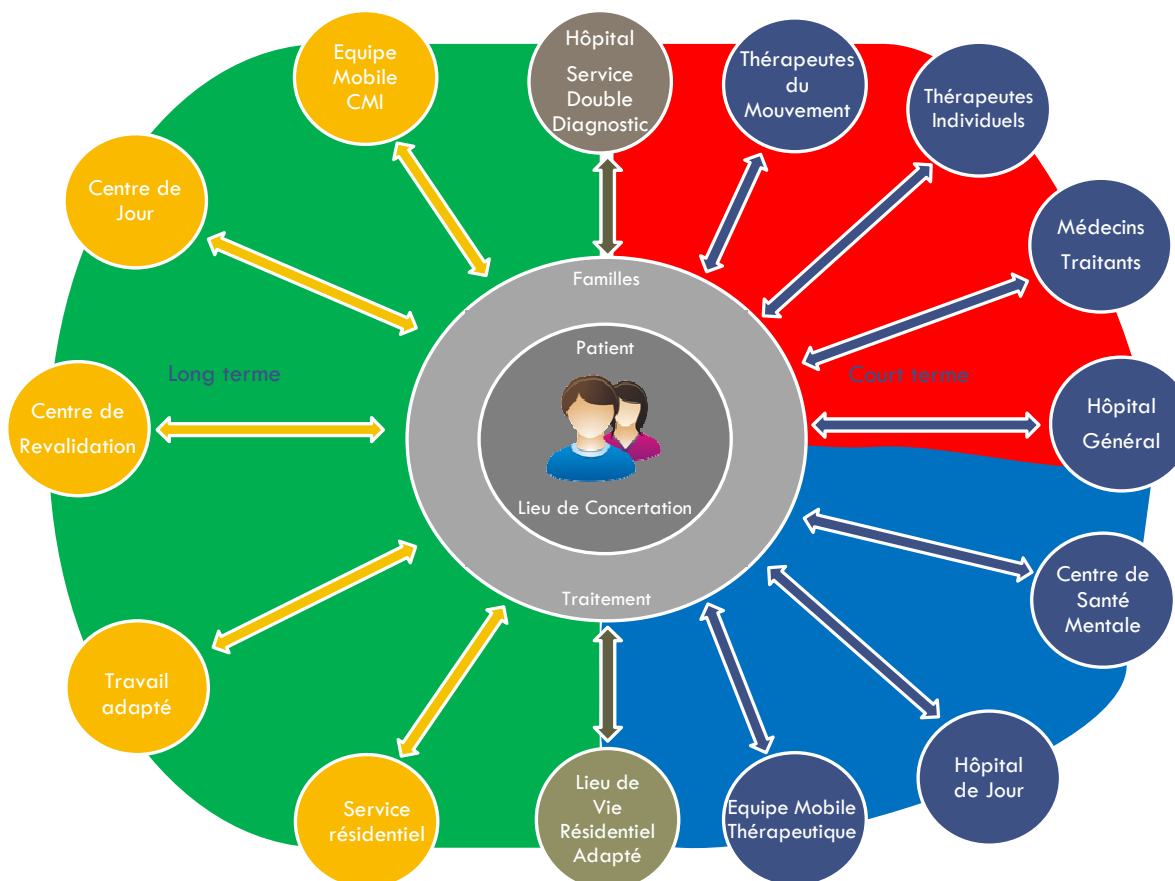 Equipe
Mobile
CMI
Hôpital
Service
Double
Diagnostic
Thérapeutes
du
Mouvement
Thérapeutes
Individuels
Centre de
Jour
Médecins
Traitants
Familles
Patient
Long terme
Court terme
Centre de
Revalidation
Hôpital
Général
Lieu de Concertation
Traitement
Centre de
Santé
Mentale
Travail
adapté
Service
résidentiel
Lieu de
Vie
Résidentiel
Adapté
Equipe Mobile
Thérapeutique
Hôpital
de Jour